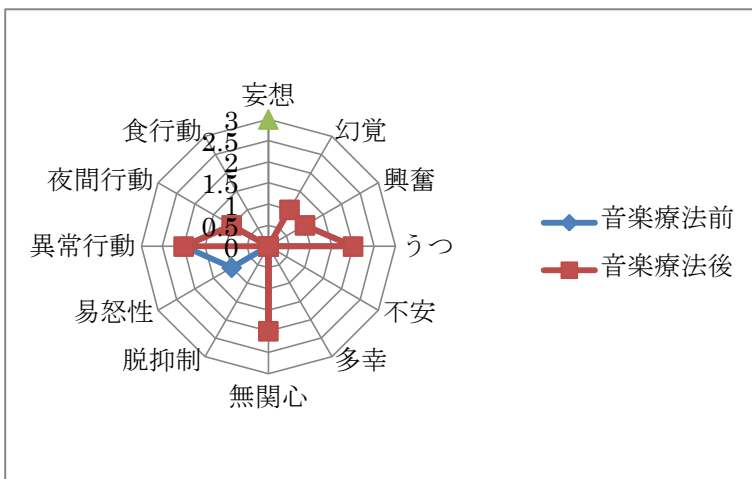 妄想
幻覚
興奮
うつ
不安
多幸
無関心
脱抑制
易怒性
異常行動
夜間行動
食行動
3
2.5
2
1.5
1
0.5
0
音楽療法前
音楽療法後